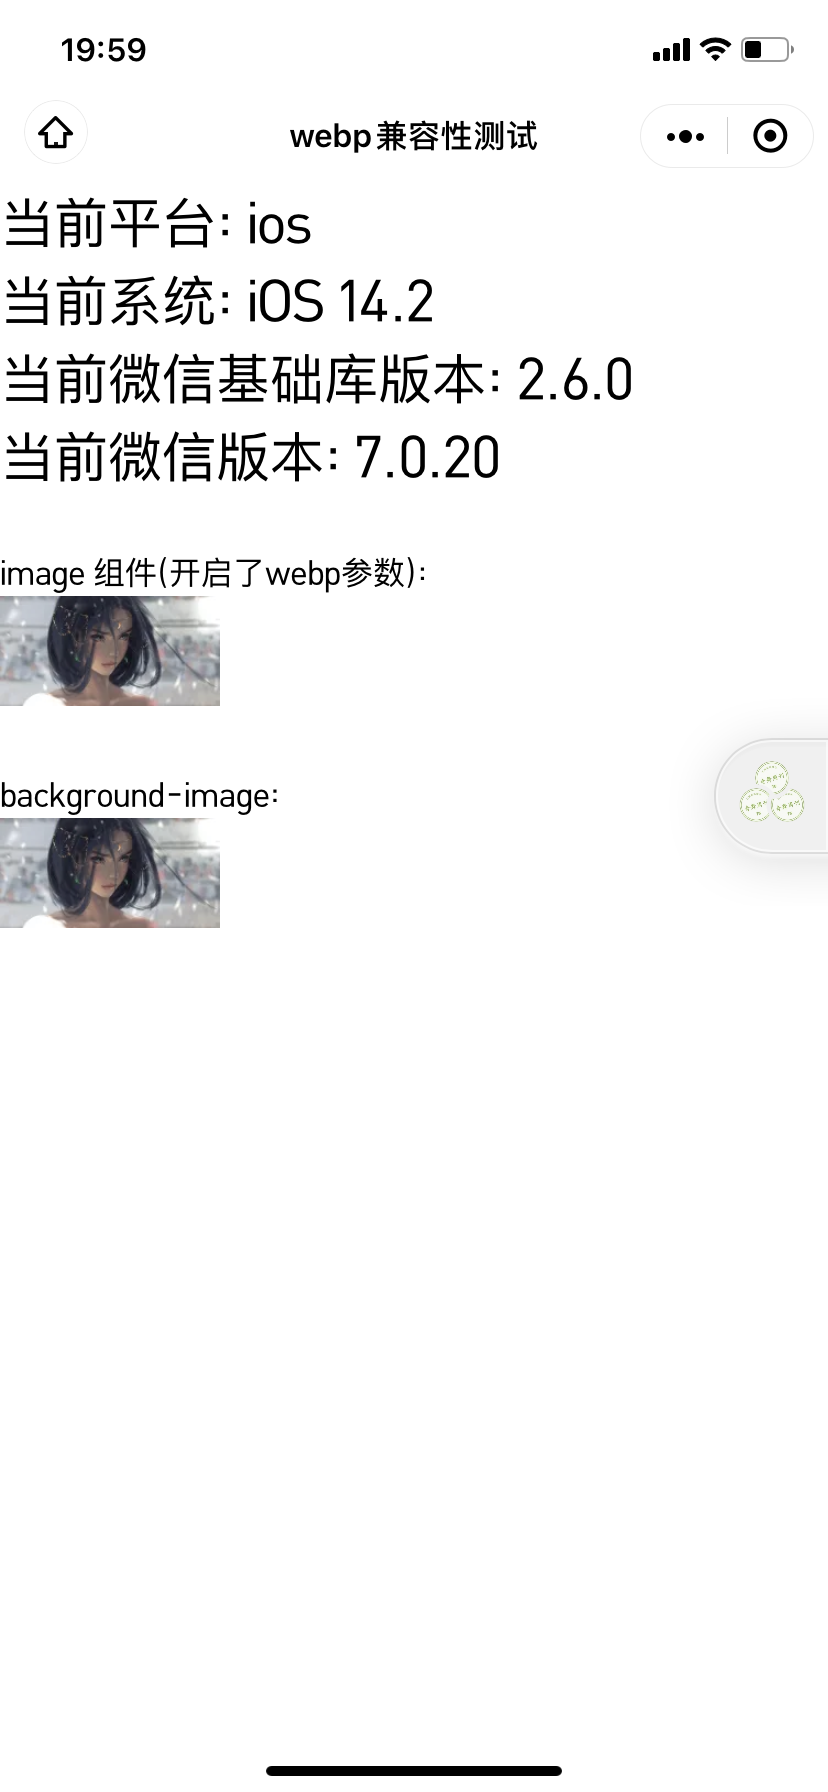 19:59
webp兼容性测试
当前平台: ios
当前系统: iOS 14.2
当前微信基础库版本: 2.6.0
当前微信版本: 7.0.20
image 组件(开启了webp参数):
background-image: